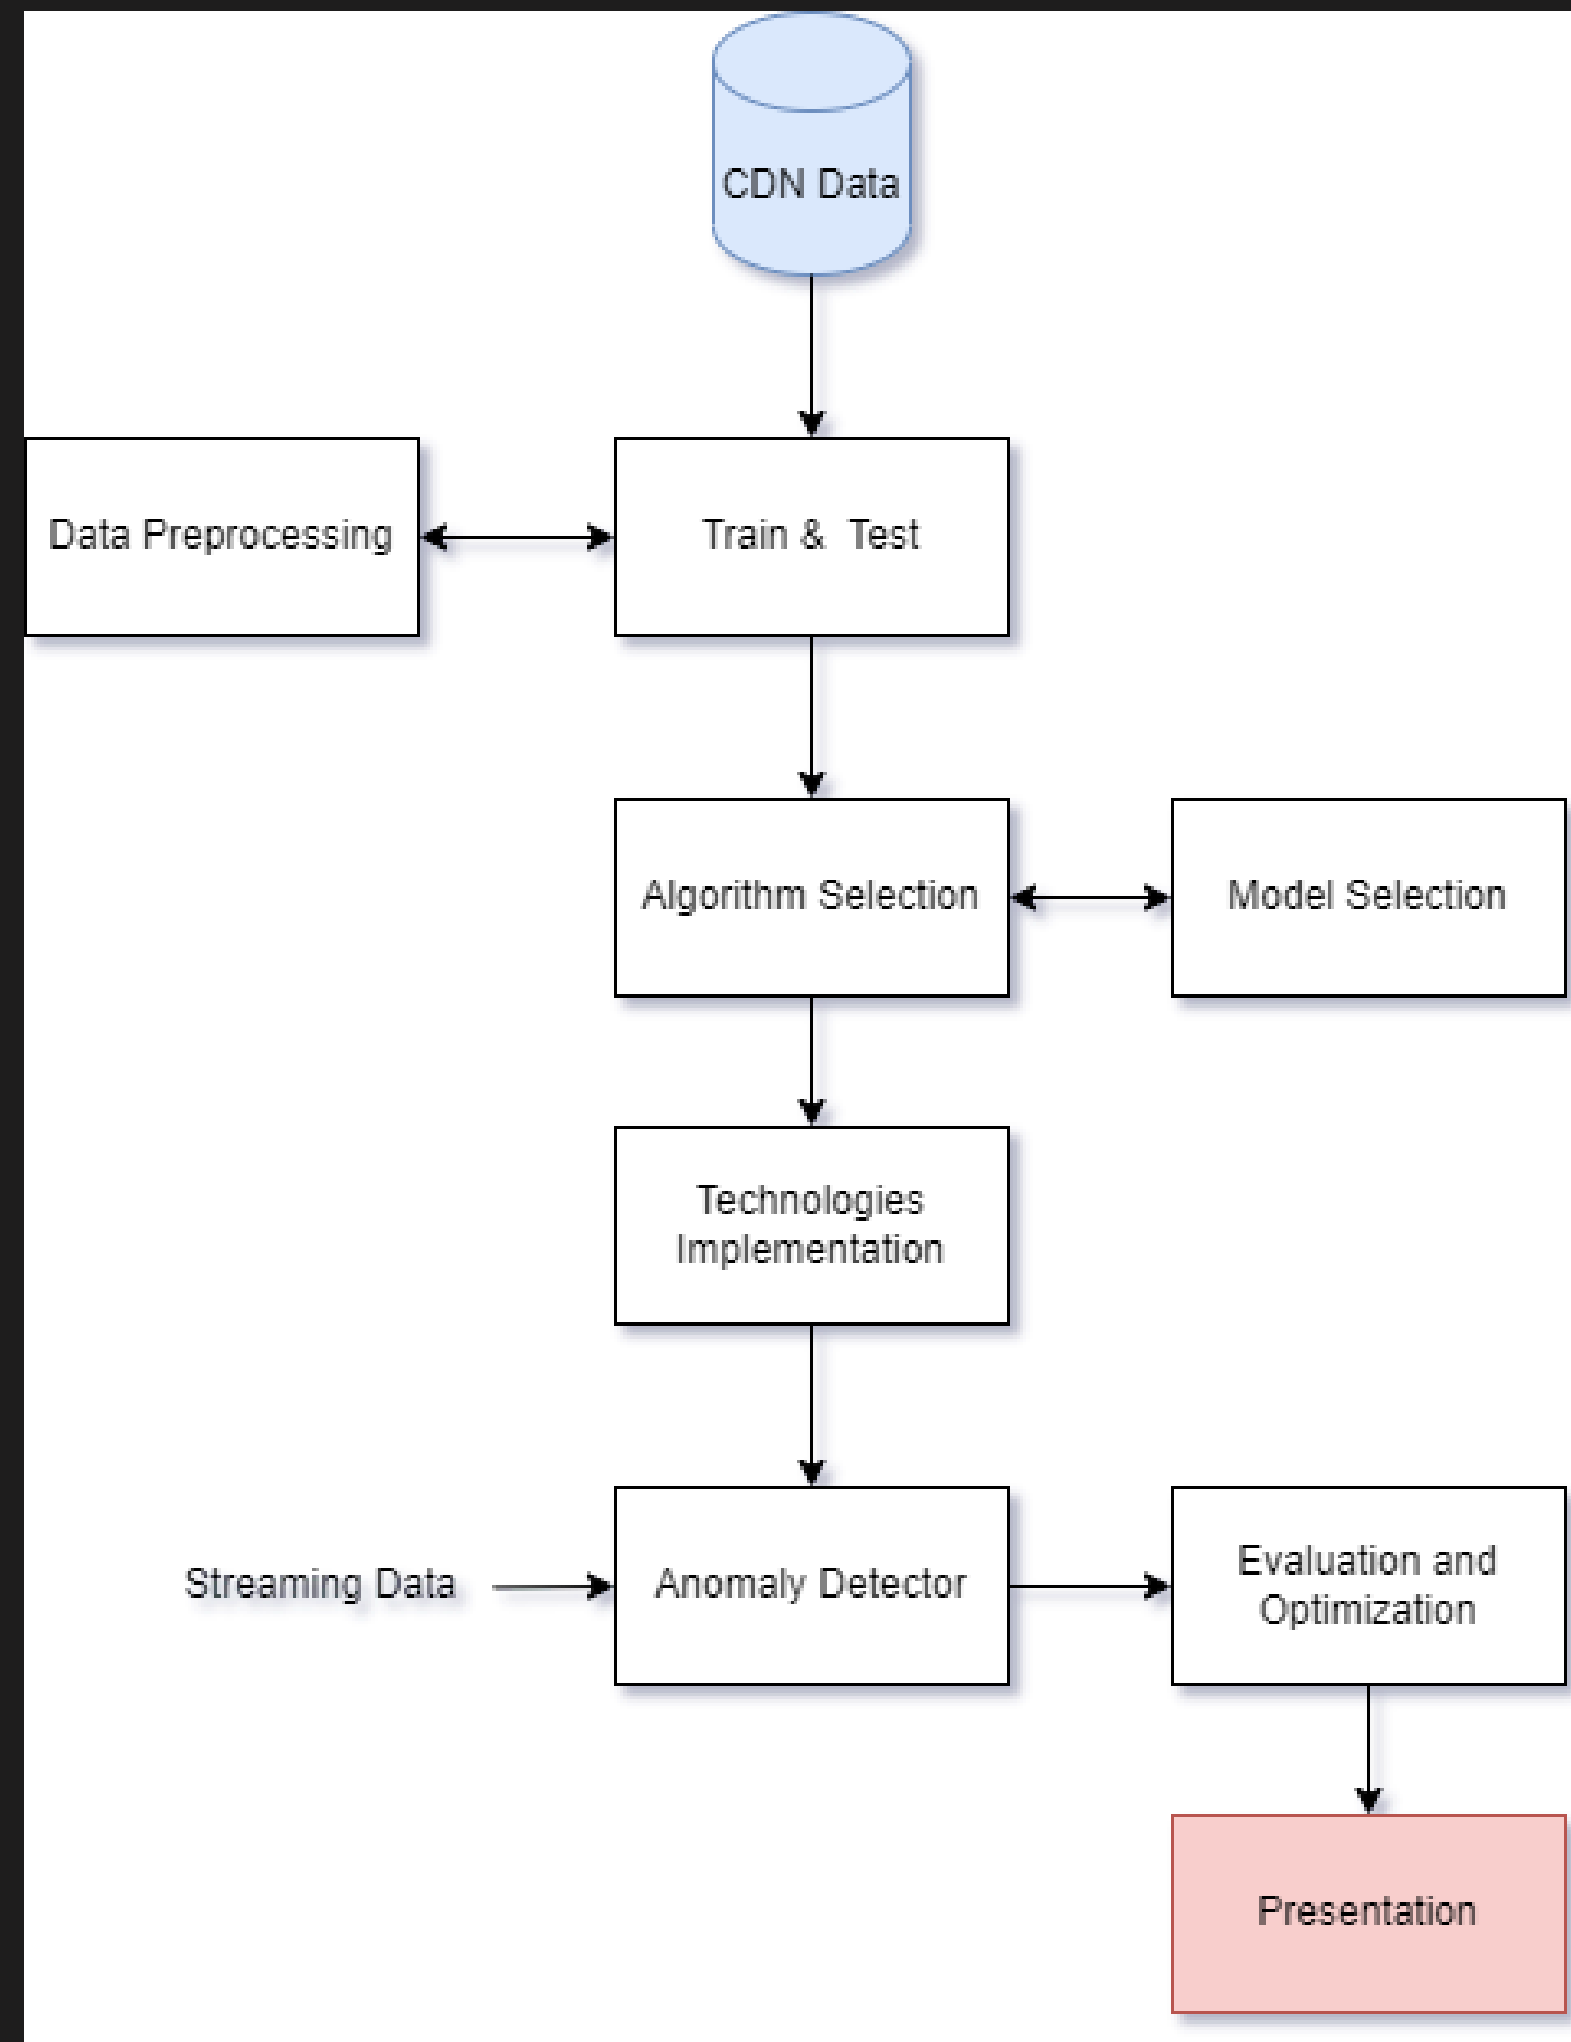 CDN Data
Data Preprocessing
Train &  Test
Algorithm Selection
Model Selection
Technologies
Implementation
Streaming Data
Anomaly Detector
Evaluation and
Optimization
Presentation